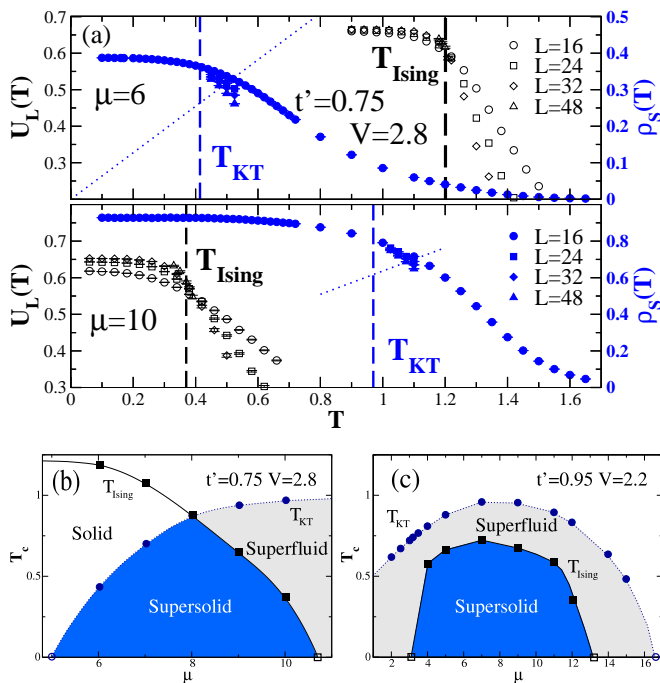 (a)
U_L(T)
0.7
0.6
0.5
0.4
0.3
μ=6
T_KT
t'=0.75
V=2.8
T_Ising
L=16
L=24
L=32
L=48
0.5
0.4
0.3
0.2
0.1
0
ρ_S(T)
U_L(T)
0.7
0.6
0.5
0.4
0.3
μ=10
T_Ising
T_KT
L=16
L=24
L=32
L=48
0.8
0.6
0.4
0.2
0
ρ_S(T)
0 0.2 0.4 0.6 0.8 1 1.2 1.4 1.6
T
(b)
t'=0.75 V=2.8
T_c
1
0.5
0
T_Ising
T_KT
Solid
Superfluid
Supersolid
6 8 10
μ
(c)
t'=0.95 V=2.2
T_c
1
0.5
0
T_KT
Superfluid
T_Ising
Supersolid
2 4 6 8 10 12 14 16
μ